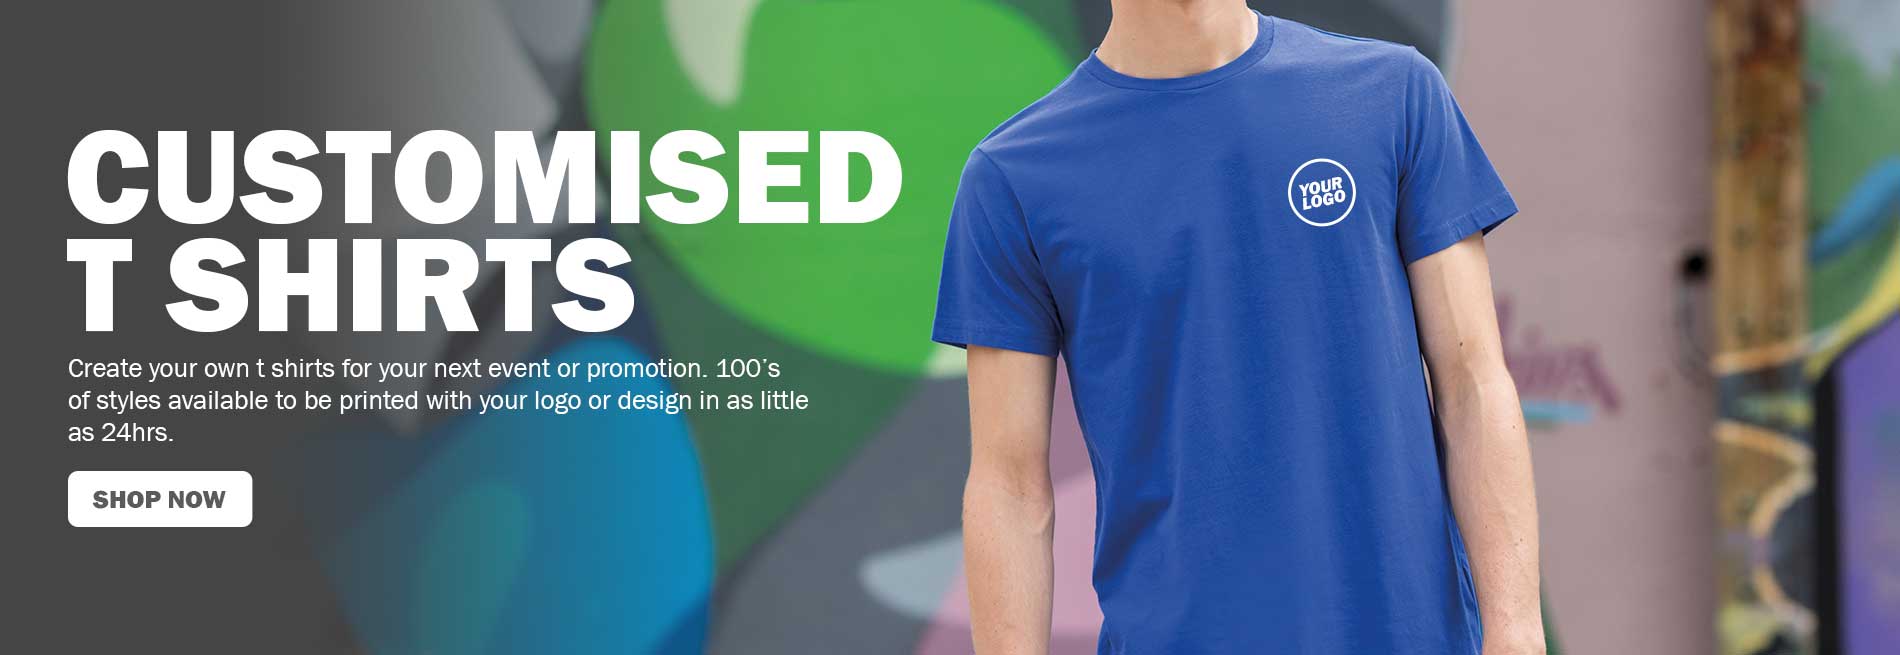 CUSTOMISED
T SHIRTS
Create your own t shirts for your next event or promotion. 100's
of styles available to be printed with your logo or design in as little
as 24hrs.
SHOP NOW
YOUR
LOGO